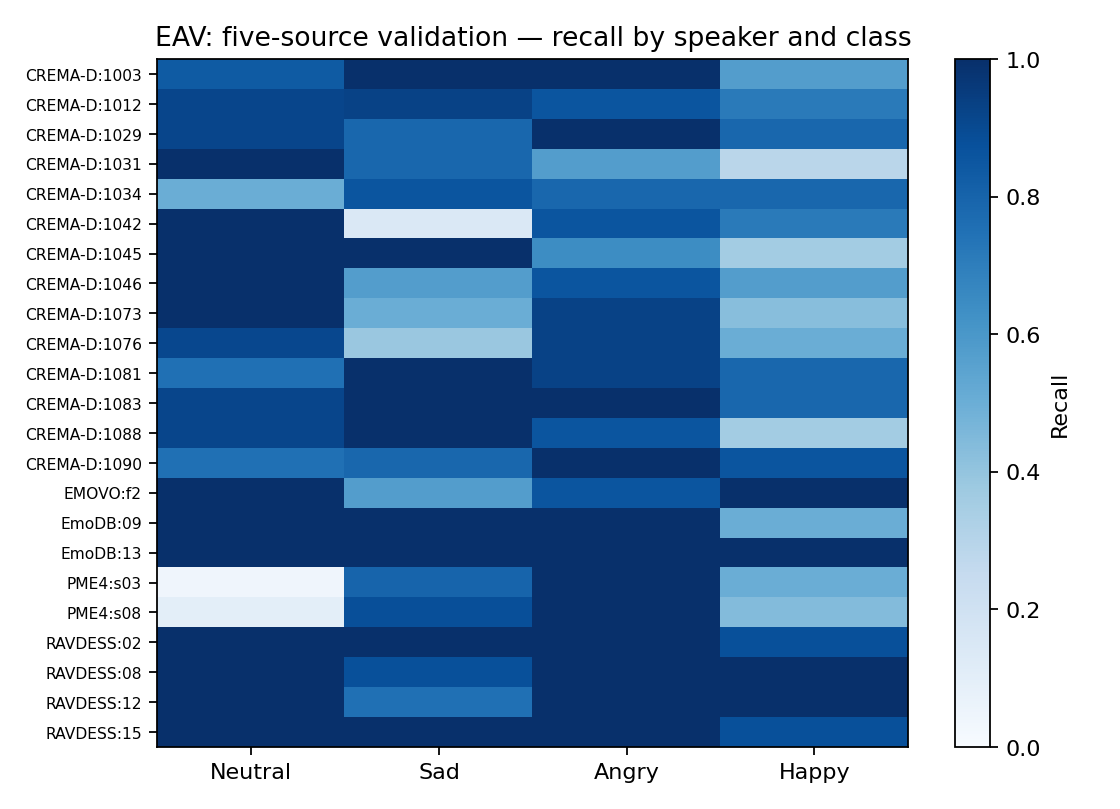 EAV: five-source validation — recall by speaker and class
CREMA-D:1003
CREMA-D:1012
CREMA-D:1029
CREMA-D:1031
CREMA-D:1034
CREMA-D:1042
CREMA-D:1045
CREMA-D:1046
CREMA-D:1073
CREMA-D:1076
CREMA-D:1081
CREMA-D:1083
CREMA-D:1088
CREMA-D:1090
EMOVO:f2
EmoDB:09
EmoDB:13
PME4:s03
PME4:s08
RAVDESS:02
RAVDESS:08
RAVDESS:12
RAVDESS:15
Neutral Sad Angry Happy
1.0
0.8
0.6
0.4
0.2
0.0
Recall